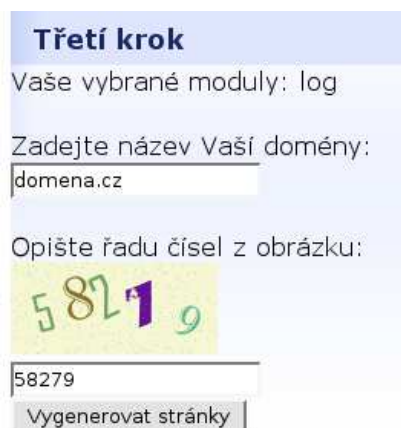 Třetí krok
Vaše vybrané moduly: log
Zadejte název Vaší domény:
domena.cz
Opište řadu čísel z obrázku:
58279
58279
Vygenerovat stránky